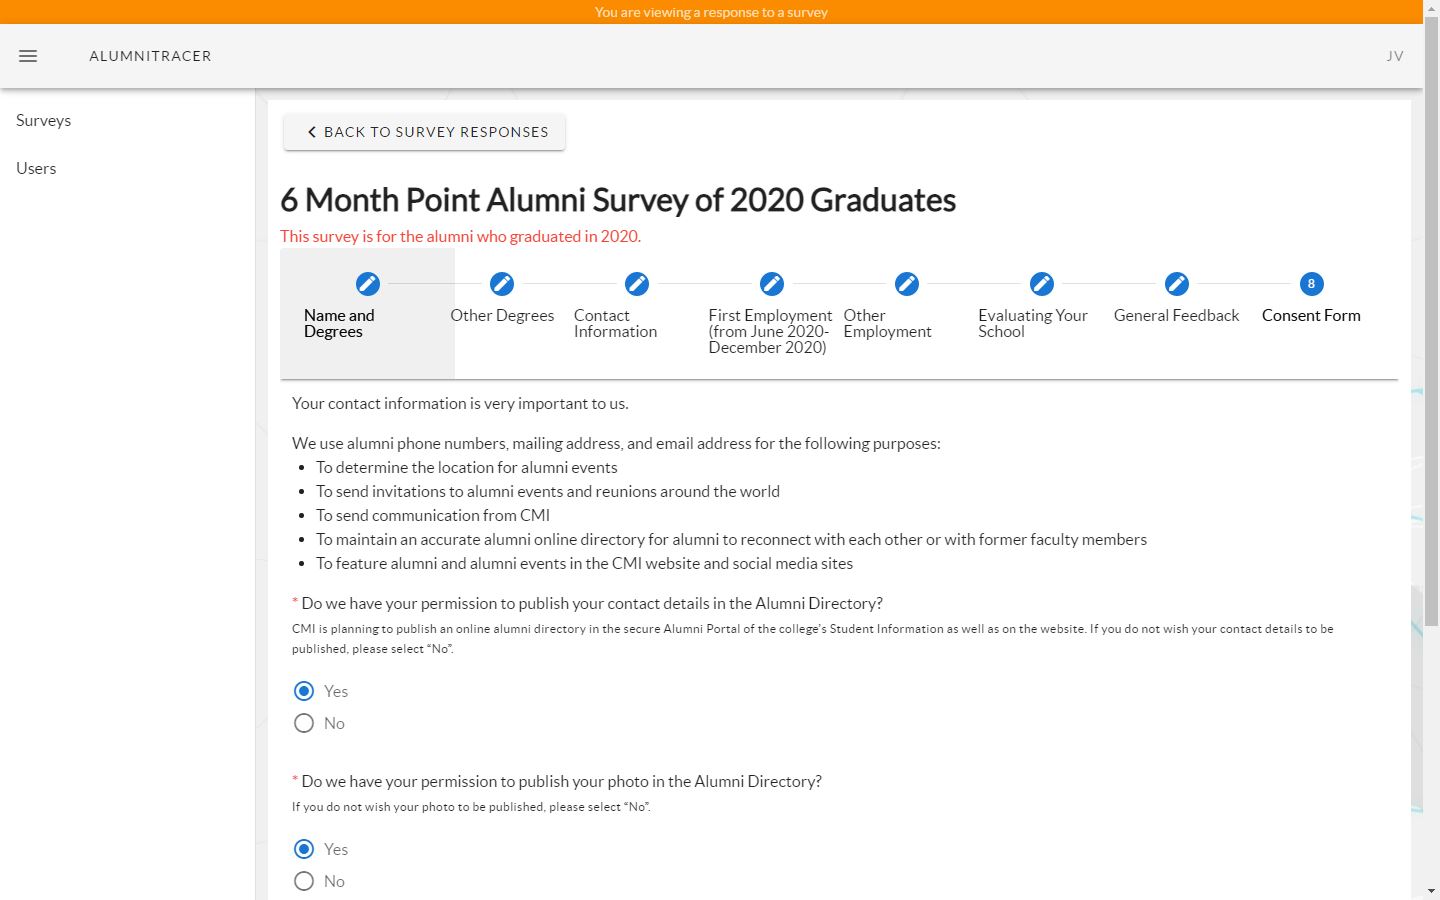 You are viewing a response to a survey
ALUMNITRACER
JV
Surveys
Users
BACK TO SURVEY RESPONSES
6 Month Point Alumni Survey of 2020 Graduates
This survey is for the alumni who graduated in 2020.
Name and
Degrees
Other Degrees
Contact
Information
First Employment
(from June 2020-
December 2020)
Other
Employment
Evaluating Your
School
General Feedback
8
Consent Form
Your contact information is very important to us.
We use alumni phone numbers, mailing address, and email address for the following purposes:
• To determine the location for alumni events
• To send invitations to alumni events and reunions around the world
• To send communication from CMI
• To maintain an accurate alumni online directory for alumni to reconnect with each other or with former faculty members
• To feature alumni and alumni events in the CMI website and social media sites
* Do we have your permission to publish your contact details in the Alumni Directory?
CMI is planning to publish an online alumni directory in the secure Alumni Portal of the college's Student Information as well as on the website. If you do not wish your contact details to be
published, please select “No”.
Yes
No
* Do we have your permission to publish your photo in the Alumni Directory?
If you do not wish your photo to be published, please select “No”.
Yes
No